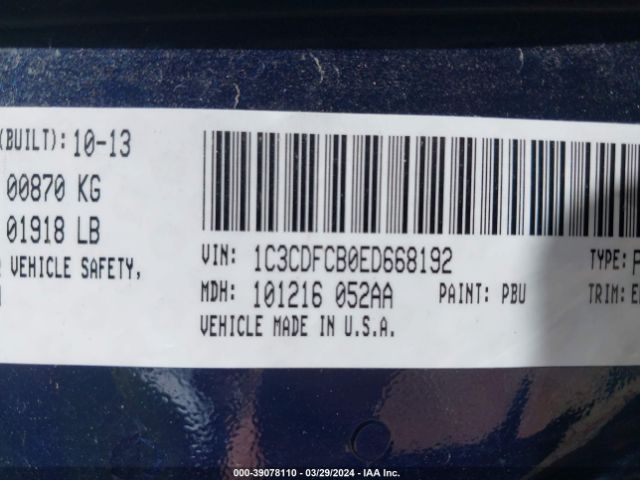 (BUILT): 10-13
00870 KG
01918 LB
VEHICLE SAFETY,
VIN: 1C3CDFCB0ED668192
TYPE:
MDH: 101216 052AA PAINT: PBU TRIM:
VEHICLE MADE IN U.S.A.
000-39078110 - 03/29/2024 - IAA Inc.